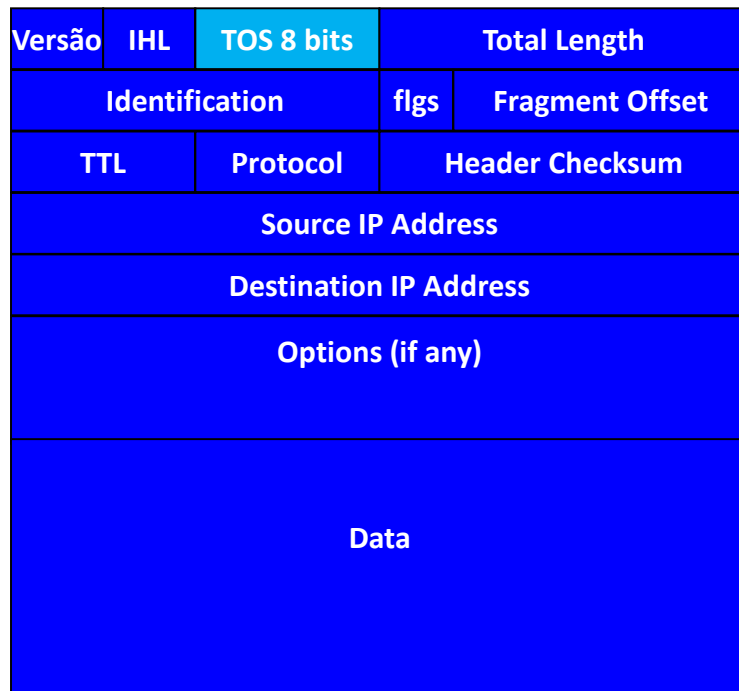 Versão IHL TOS 8 bits Total Length
Identification flgs Fragment Offset
TTL Protocol Header Checksum
Source IP Address
Destination IP Address
Options (if any)
Data